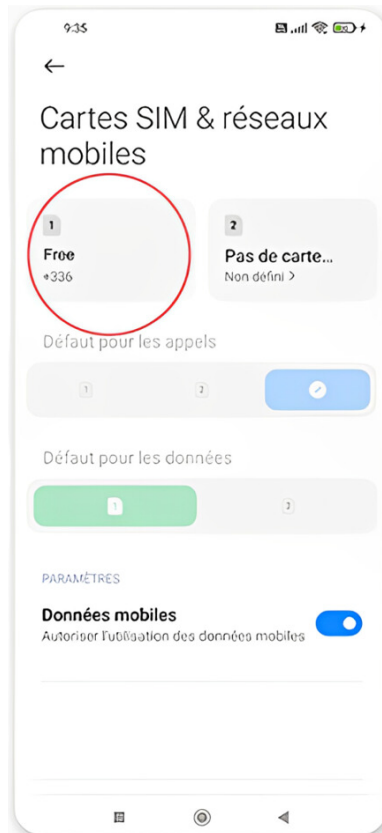 9:35
Cartes SIM & réseaux
mobiles
1
Free
+336
2
Pas de carte...
Non défini >
Défaut pour les appels
1
2
Défaut pour les données
1
2
PARAMÈTRES
Données mobiles
Autoriser l'utilisation des données mobiles